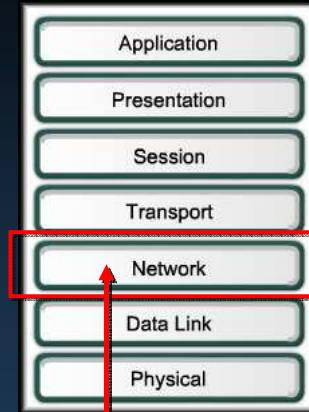 Application
Presentation
Session
Transport
Network
Data Link
Physical